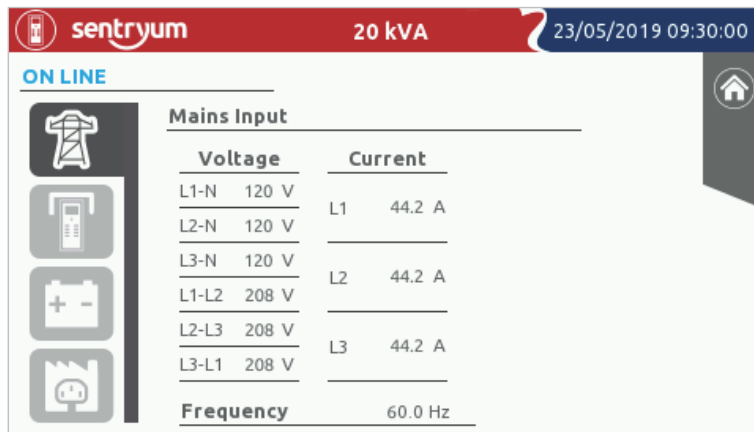 sentryum 20 kVA 23/05/2019 09:30:00
ON LINE
Mains Input
Voltage Current
L1-N 120 V
L1 44.2 A
L2-N 120 V
L3-N 120 V
L2 44.2 A
L1-L2 208 V
L2-L3 208 V
L3 44.2 A
L3-L1 208 V
Frequency 60.0 Hz